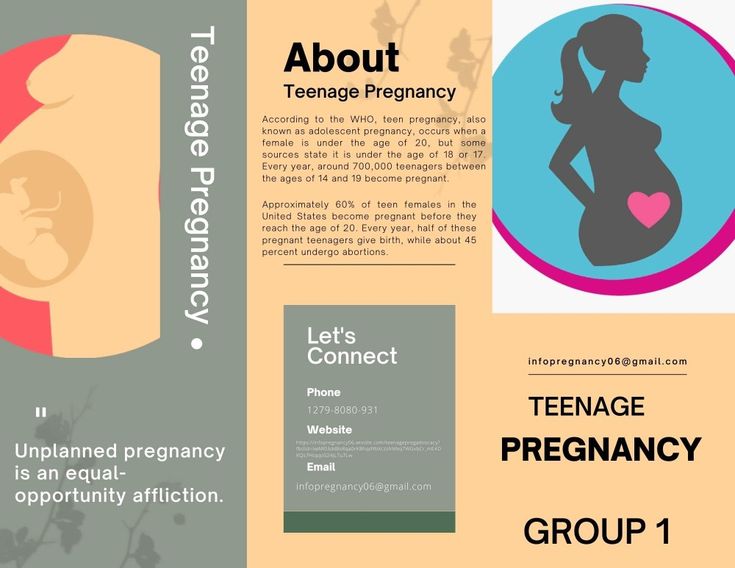 Teenage Pregnancy •
"
Unplanned pregnancy
is an equal-
opportunity affliction.
About
Teenage Pregnancy
According to the WHO, teen pregnancy, also
known as adolescent pregnancy, occurs when a
female is under the age of 20, but some
sources state it is under the age of 18 or 17.
Every year, around 700,000 teenagers between
the ages of 14 and 19 become pregnant.
Approximately 60% of teen females in the
United States become pregnant before they
reach the age of 20. Every year, half of these
pregnant teenagers give birth, while about 45
percent undergo abortions.
Let's
Connect
Phone
1279-8080-931
Website
Email
infopregnancy06@gmail.com
infopregnancy06@gmail.com
TEENAGE
PREGNANCY
GROUP 1